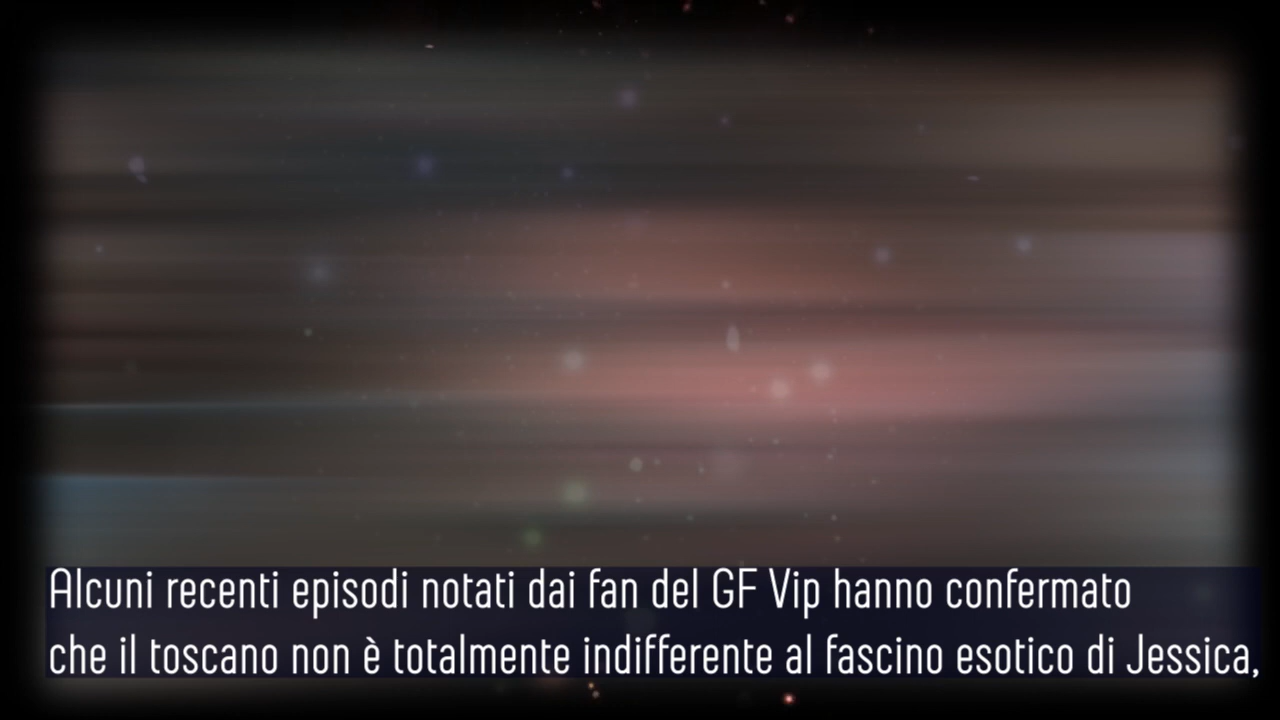 Alcuni recenti episodi notati dai fan del GF Vip hanno confermato
che il toscano non è totalmente indifferente al fascino esotico di Jessica,